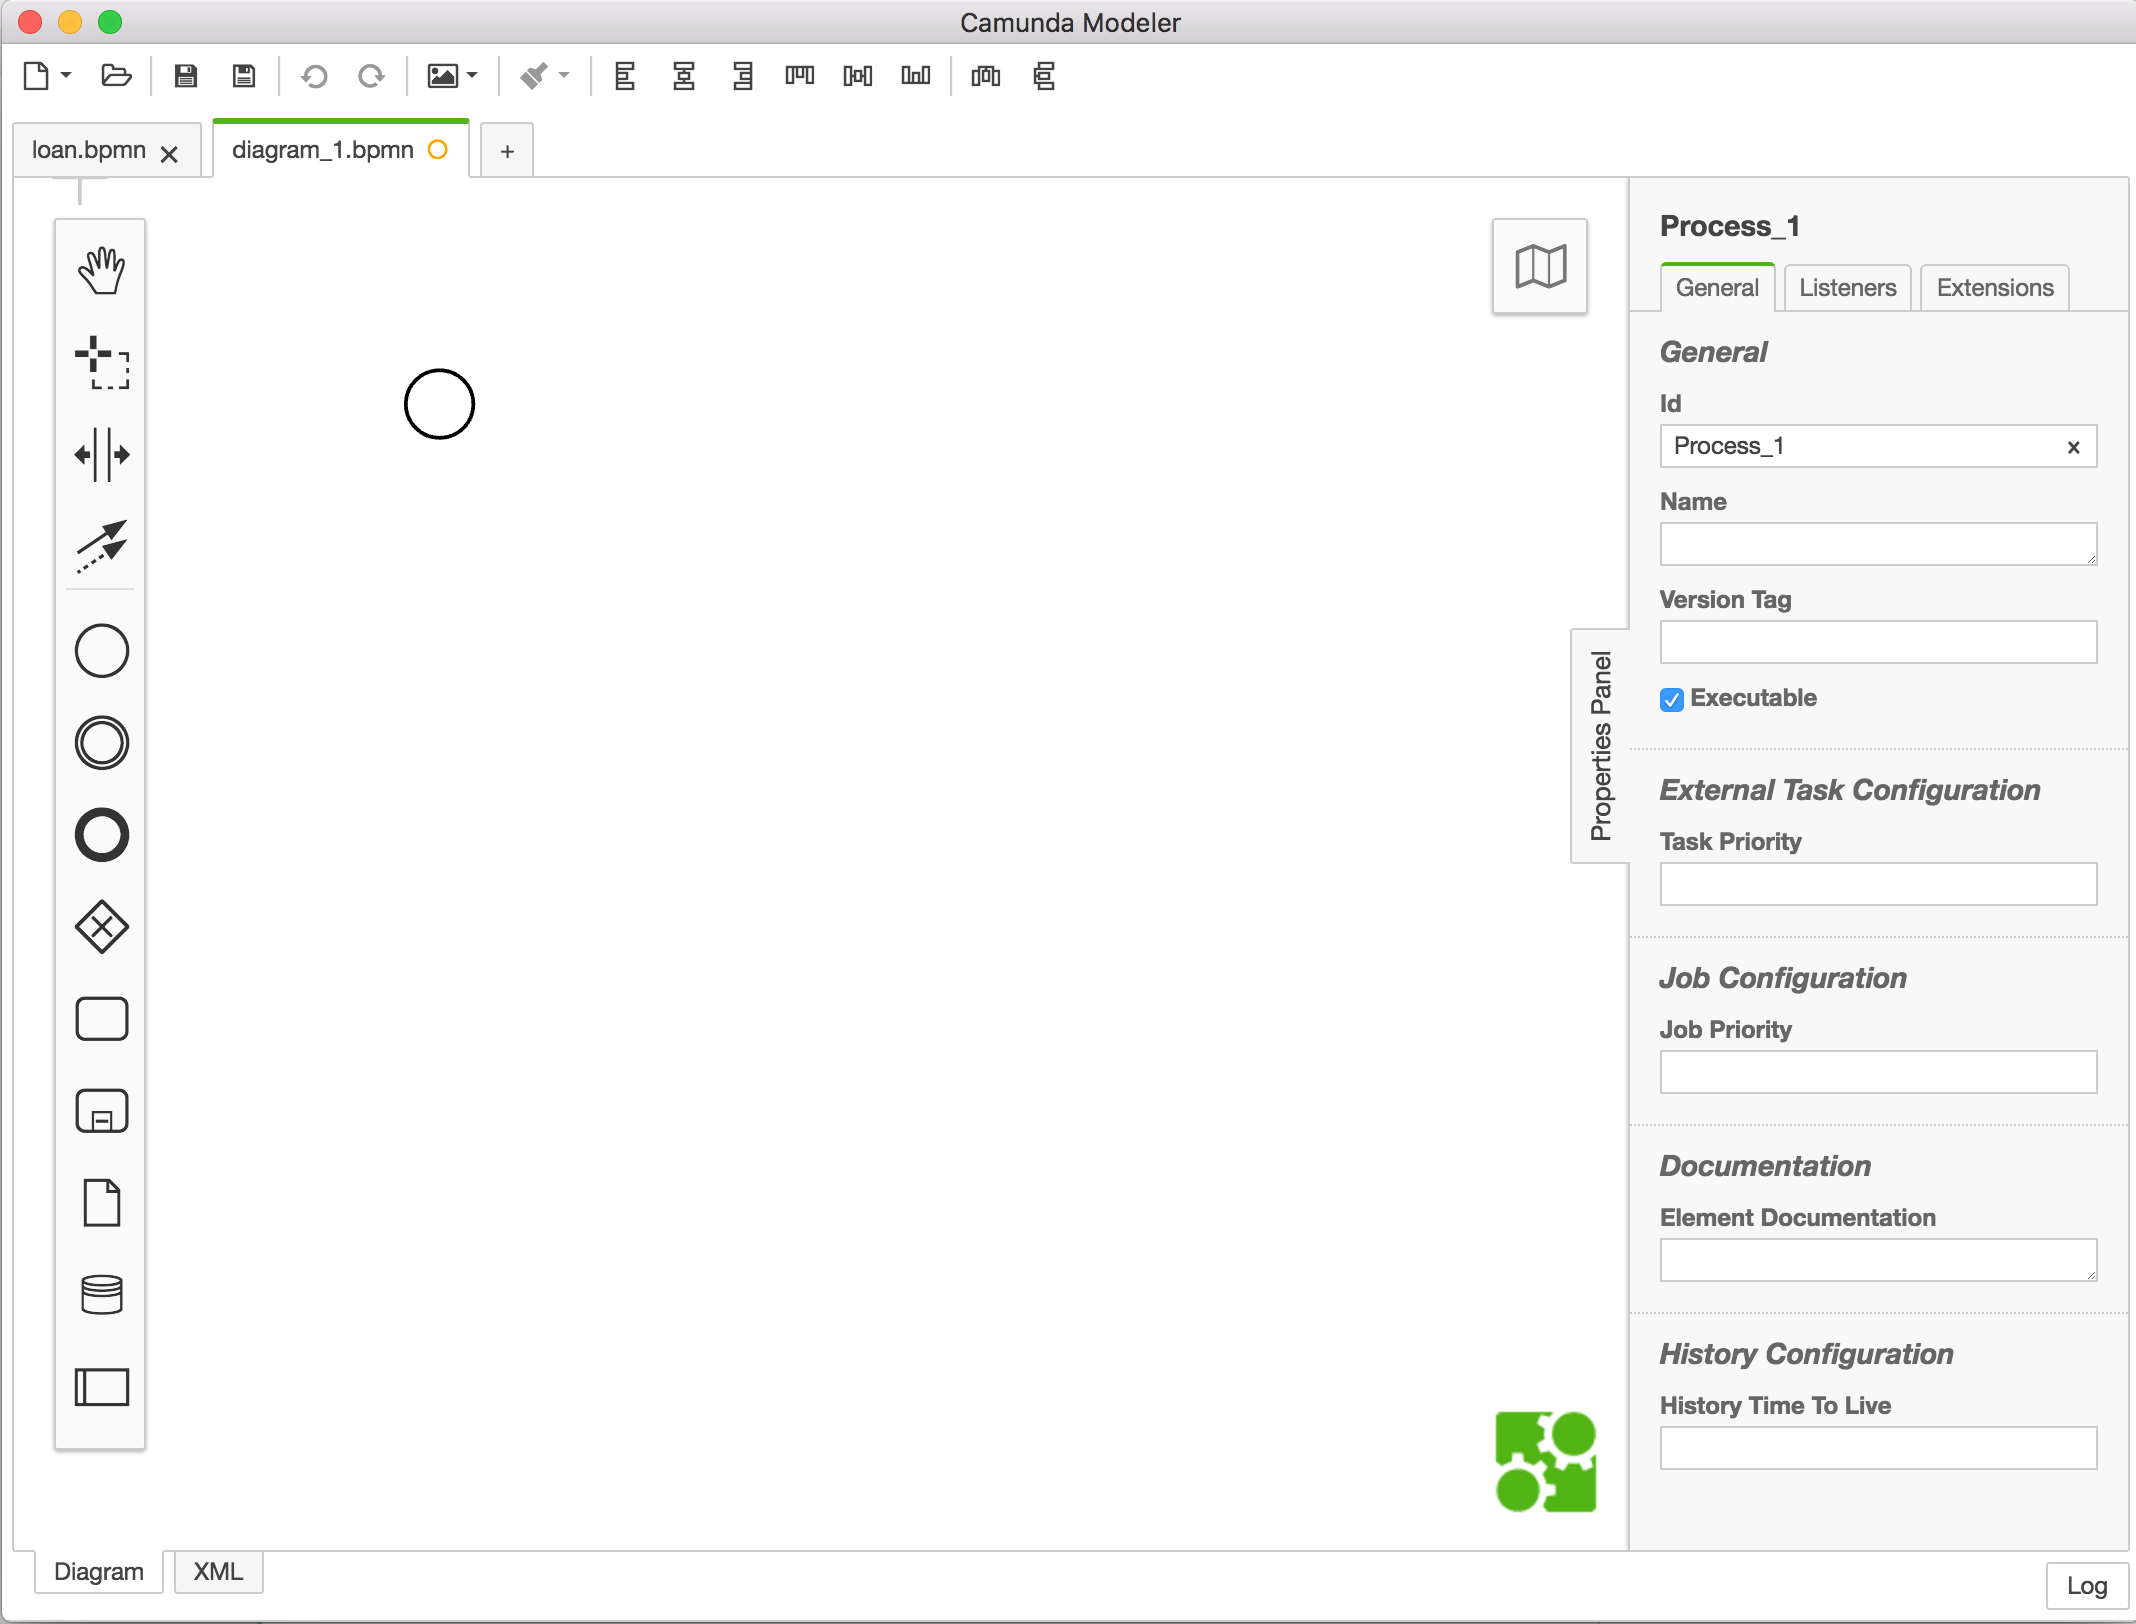 Camunda Modeler
loan.bpmn
diagram_1.bpmn
+
Process_1
General
Listeners
Extensions
General
Id
Process_1
Name
Version Tag
Executable
Properties Panel
External Task Configuration
Task Priority
Job Configuration
Job Priority
Documentation
Element Documentation
History Configuration
History Time To Live
Diagram
XML
Log